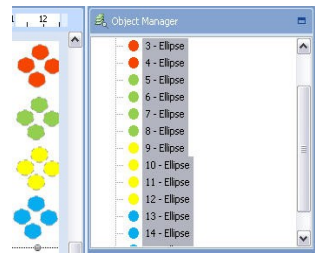 12
Object Manager
3 - Ellipse
4 - Ellipse
5 - Ellipse
6 - Ellipse
7 - Ellipse
8 - Ellipse
9 - Ellipse
10 - Ellipse
11 - Ellipse
12 - Ellipse
13 - Ellipse
14 - Ellipse